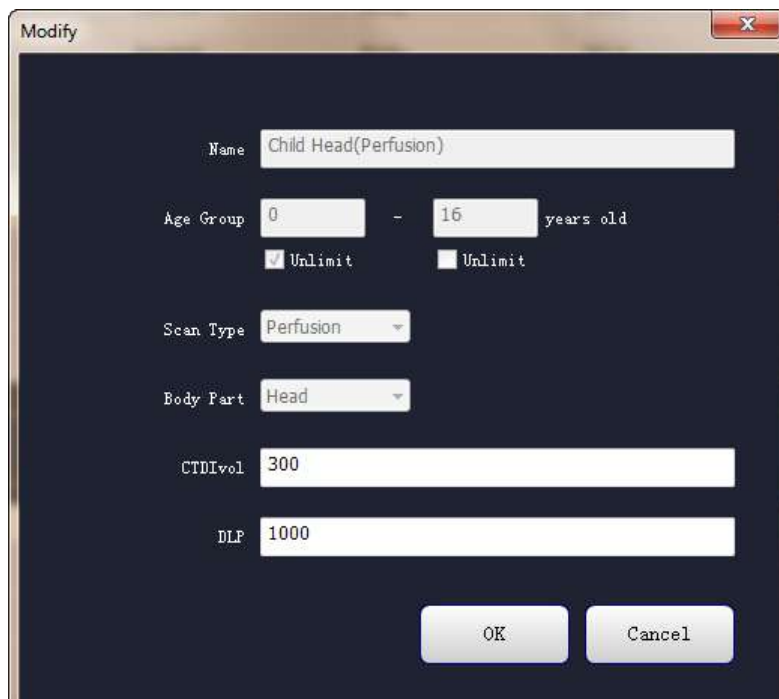 Modify
Name Child Head(Perfusion)
Age Group 0 - 16 years old
Unlimit Unlimit
Scan Type Perfusion
Body Part Head
CTDIvol 300
DLP 1000
OK Cancel